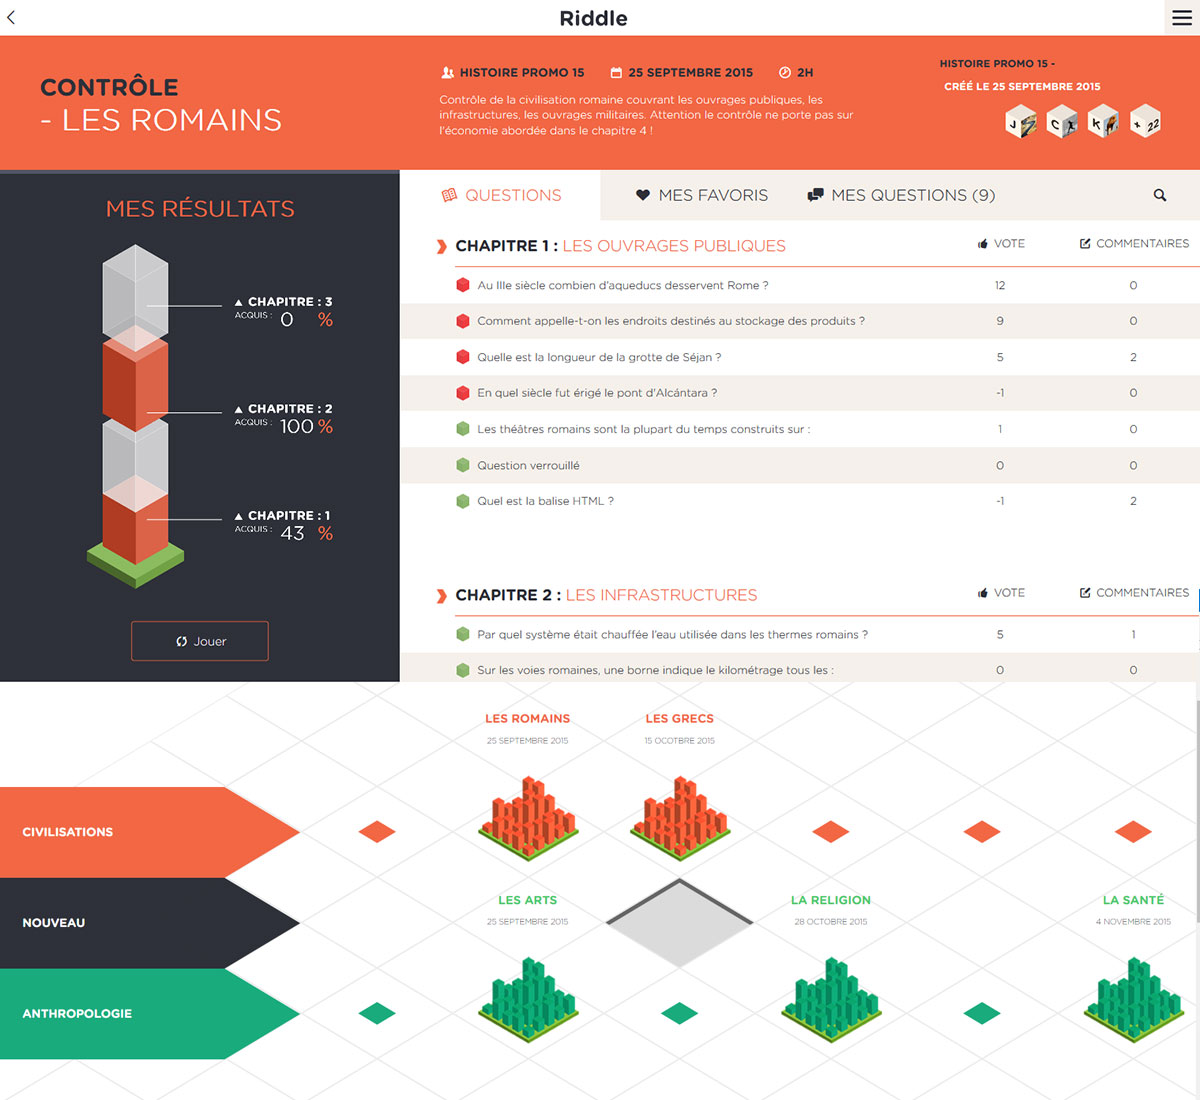 Riddle
CONTRÔLE
- LES ROMAINS
HISTOIRE PROMO 15 25 SEPTEMBRE 2015 2H
Contrôle de la civilisation romaine couvrant les ouvrages publiques, les
infrastructures, les ouvrages militaires. Attention le contrôle ne porte pas sur
l'économie abordée dans le chapitre 4 !
HISTOIRE PROMO 15 -
CRÉÉ LE 25 SEPTEMBRE 2015
J C K + 22
MES RÉSULTATS
CHAPITRE : 3
ACQUIS : 0 %
CHAPITRE : 2
ACQUIS : 100 %
CHAPITRE : 1
ACQUIS : 43 %
Jouer
QUESTIONS MES FAVORIS MES QUESTIONS (9)
CHAPITRE 1 : LES OUVRAGES PUBLIQUES VOTE COMMENTAIRES
Au IIIe siècle combien d'aqueducs desservent Rome ? 12 0
Comment appelle-t-on les endroits destinés au stockage des produits ? 9 0
Quelle est la longueur de la grotte de Séjan ? 5 2
En quel siècle fut érigé le pont d'Alcántara ? -1 0
Les théâtres romains sont la plupart du temps construits sur : 1 0
Question verrouillé 0 0
Quel est la balise HTML ? -1 2
CHAPITRE 2 : LES INFRASTRUCTURES VOTE COMMENTAIRES
Par quel système était chauffée l'eau utilisée dans les thermes romains ? 5 1
Sur les voies romaines, une borne indique le kilométrage tous les : 0 0
LES ROMAINS LES GRECS
25 SEPTEMBRE 2015 15 OCOTBRE 2015
CIVILISATIONS
LES ARTS LA RELIGION LA SANTÉ
25 SEPTEMBRE 2015 28 OCTOBRE 2015 4 NOVEMBRE 2015
NOUVEAU
ANTHROPOLOGIE